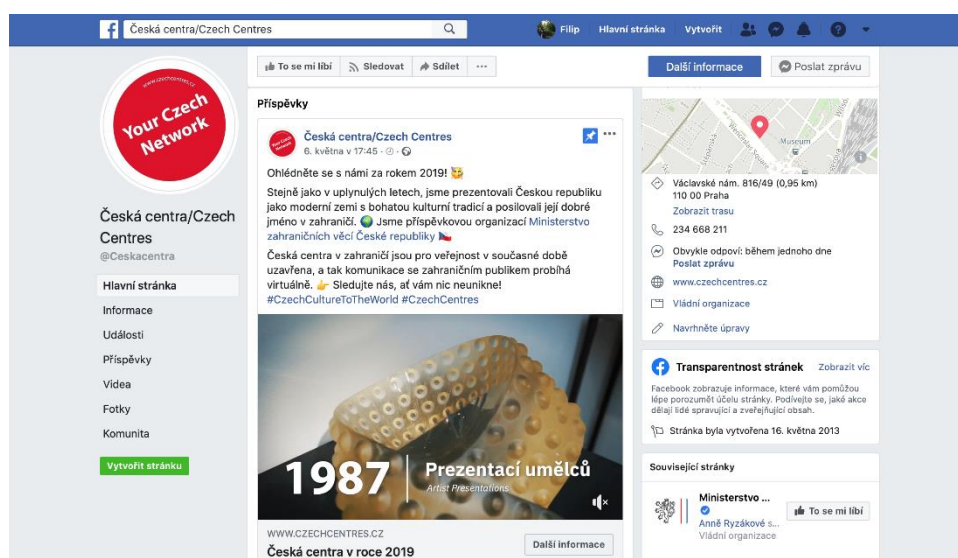 Česká centra/Czech Centres
Filip
Hlavní stránka
Vytvořit
www.czechcentres.cz
Your Czech
Network
Česká centra/Czech
Centres
@Ceskacentra
Hlavní stránka
Informace
Události
Příspěvky
Videa
Fotky
Komunita
Vytvořit stránku
To se mi líbí
Sledovat
Sdílet
Příspěvky
Česká centra/Czech Centres
6. května v 17:45
Ohlédněte se s námi za rokem 2019! 🥰
Stejně jako v uplynulých letech, jsme prezentovali Českou republiku
jako moderní zemi s bohatou kulturní tradicí a posilovali její dobré
jméno v zahraničí. 🌍 Jsme příspěvkovou organizací Ministerstvo
zahraničních věcí České republiky 🇨🇿
Česká centra v zahraničí jsou pro veřejnost v současné době
uzavřena, a tak komunikace se zahraničním publikem probíhá
virtuálně. 👉 Sledujte nás, ať vám nic neunikne!
#CzechCultureToTheWorld #CzechCentres
1987
Prezentací umělců
Artist Presentations
WWW.CZECHCENTRES.CZ
Česká centra v roce 2019
Další informace
Další informace
Poslat zprávu
Museum
Václavské nám. 816/49 (0,95 km)
110 00 Praha
Zobrazit trasu
234 668 211
Obvykle odpoví: během jednoho dne
Poslat zprávu
www.czechcentres.cz
Vládní organizace
Navrhněte úpravy
Transparentnost stránek
Zobrazit víc
Facebook zobrazuje informace, které vám pomůžou
lépe porozumět účelu stránky. Podívejte se, jaké akce
dělají lidé spravující a zveřejňující obsah.
Stránka byla vytvořena 16. května 2013
Související stránky
Ministerstvo ...
Anně Ryzákové s...
Vládní organizace
To se mi líbí